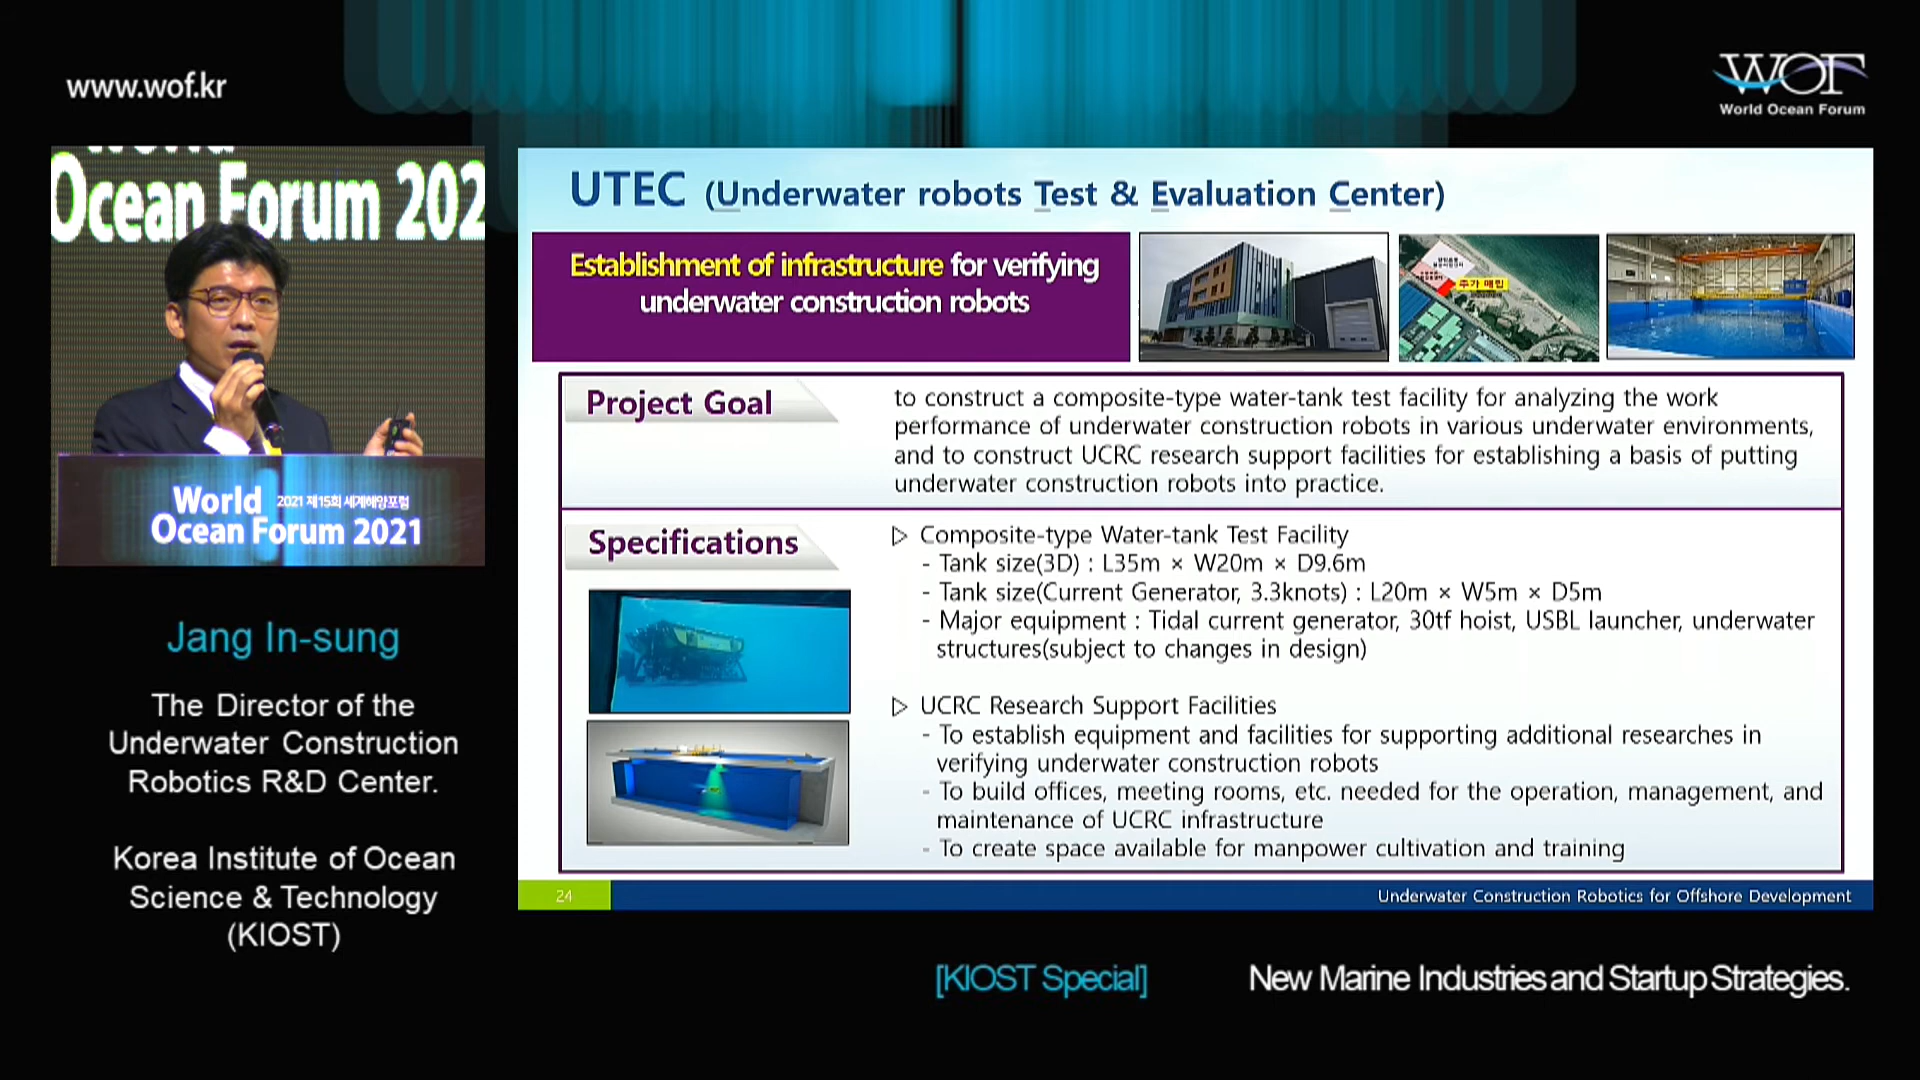 www.wof.kr
WOF
World Ocean Forum
World
Ocean Forum 202
World 2021 제15회 세계해양포럼
Ocean Forum 2021
Jang In-sung
The Director of the
Underwater Construction
Robotics R&D Center.
Korea Institute of Ocean
Science & Technology
(KIOST)
UTEC (Underwater robots Test & Evaluation Center)
Establishment of infrastructure for verifying
underwater construction robots
추가 매립
Project Goal
to construct a composite-type water-tank test facility for analyzing the work
performance of underwater construction robots in various underwater environments,
and to construct UCRC research support facilities for establishing a basis of putting
underwater construction robots into practice.
Specifications
▷ Composite-type Water-tank Test Facility
- Tank size(3D) : L35m × W20m × D9.6m
- Tank size(Current Generator, 3.3knots) : L20m × W5m × D5m
- Major equipment : Tidal current generator, 30tf hoist, USBL launcher, underwater
structures(subject to changes in design)
▷ UCRC Research Support Facilities
- To establish equipment and facilities for supporting additional researches in
verifying underwater construction robots
- To build offices, meeting rooms, etc. needed for the operation, management, and
maintenance of UCRC infrastructure
- To create space available for manpower cultivation and training
24
Underwater Construction Robotics for Offshore Development
[KIOST Special] New Marine Industries and Startup Strategies.